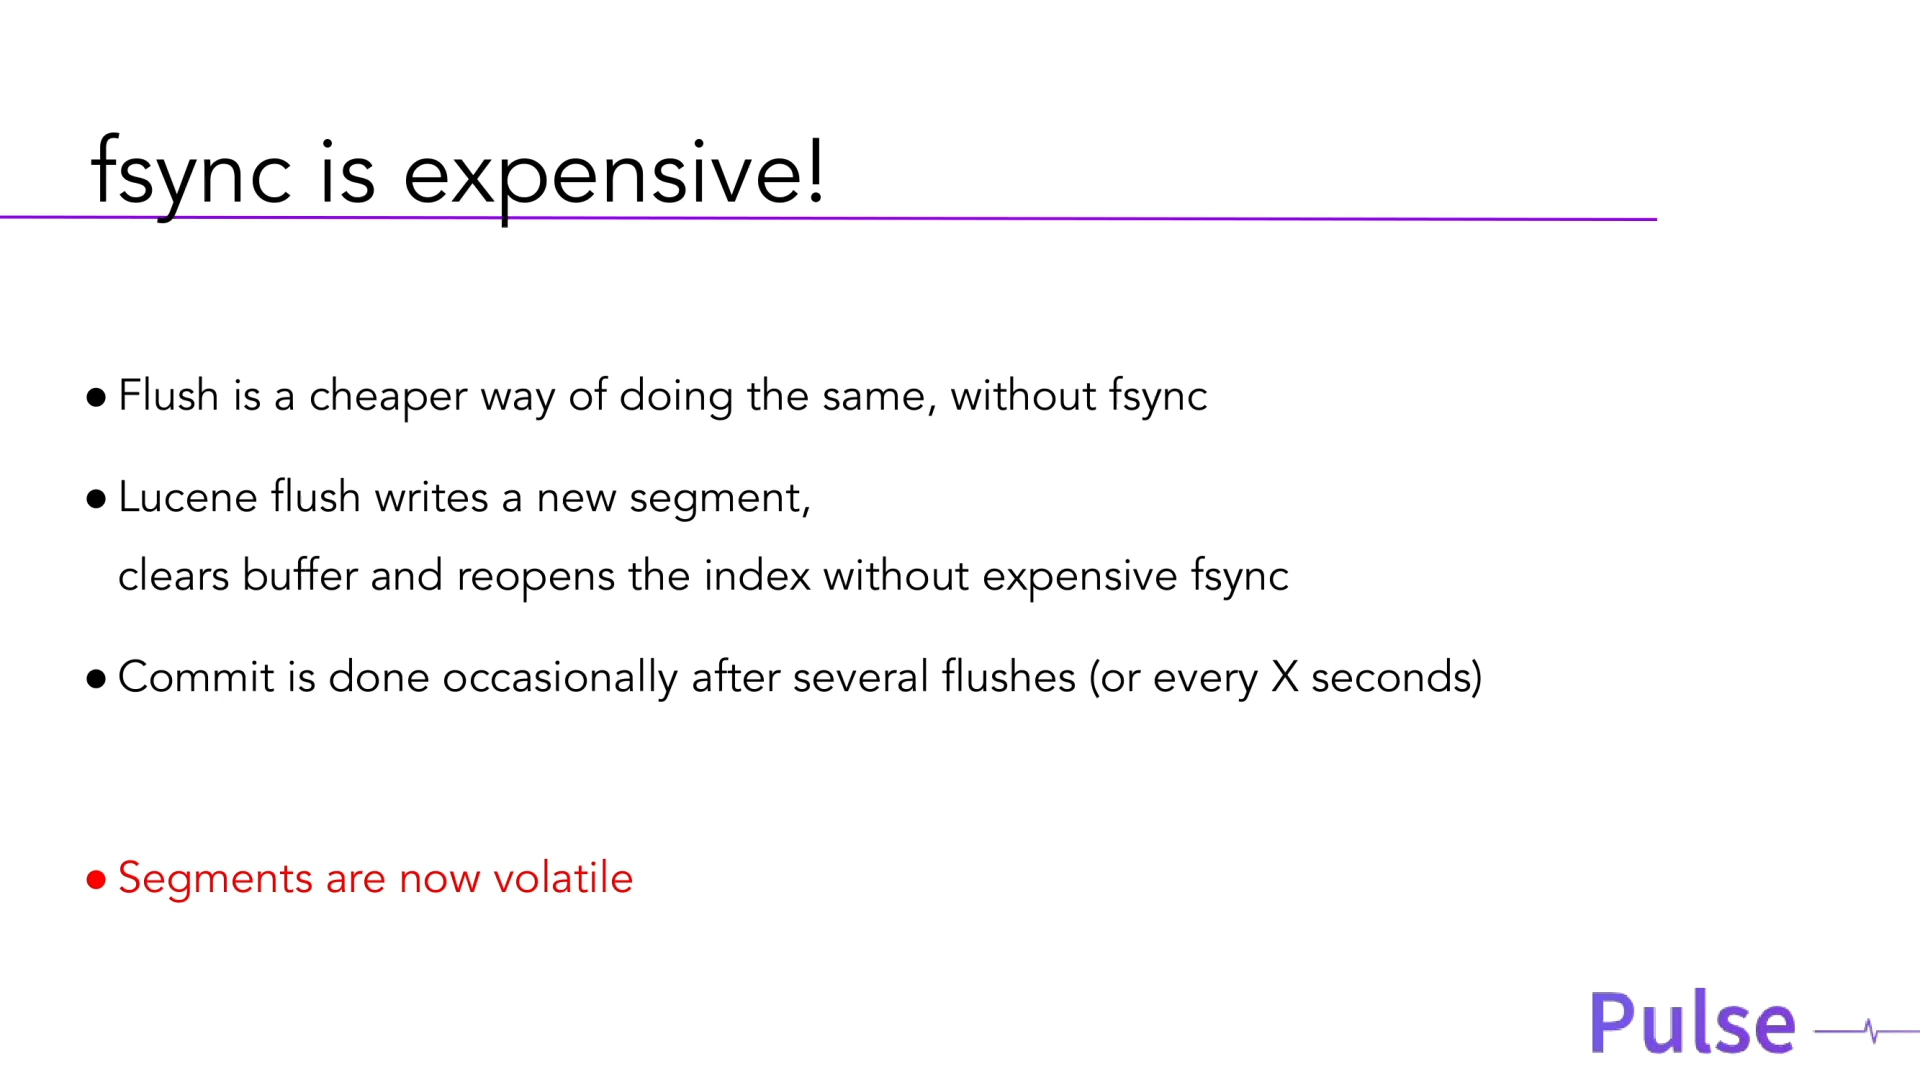 fsync is expensive!
● Flush is a cheaper way of doing the same, without fsync
● Lucene flush writes a new segment,
clears buffer and reopens the index without expensive fsync
● Commit is done occasionally after several flushes (or every X seconds)
● Segments are now volatile
Pulse